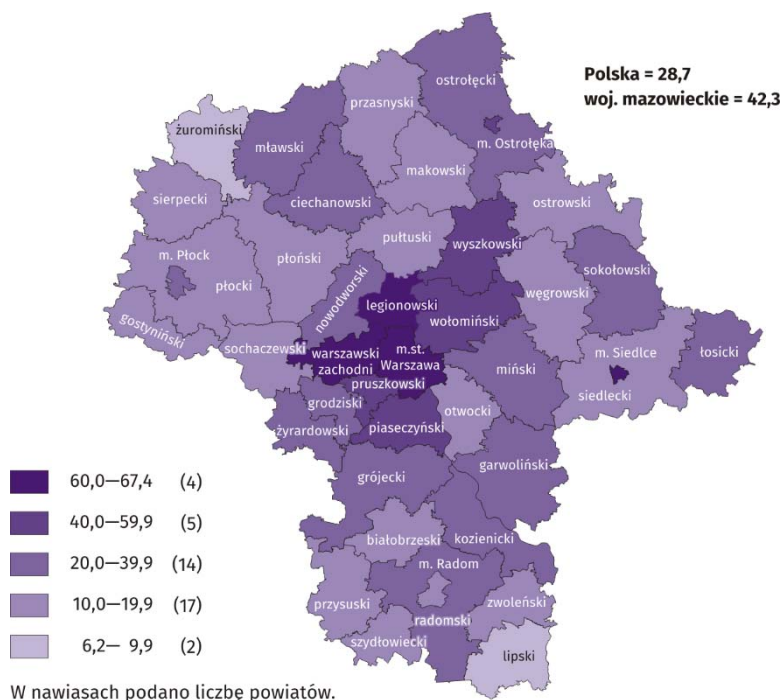 Polska = 28,7
woj. mazowieckie = 42,3
ostrołęcki
przasnyski
żuromiński
m. Ostrołęka
mławski
makowski
ciechanowski
sierpecki
ostrowski
pułtuski
wyszkowski
m. Płock
płoński
sokołowski
płocki
nowodworski
węgrowski
legionowski
wołomiński
gostyniński
sochaczewski
warszawski
zachodni
m.st.
Warszawa
m. Siedlce
łosicki
miński
pruszkowski
siedlecki
grodziski
otwocki
żyrardowski
piaseczyński
garwoliński
grójecki
białobrzeski
kozienicki
m. Radom
przysuski
zwoleński
radomski
szydłowiecki
lipski
60,0—67,4 (4)
40,0—59,9 (5)
20,0—39,9 (14)
10,0—19,9 (17)
6,2— 9,9 (2)
W nawiasach podano liczbę powiatów.